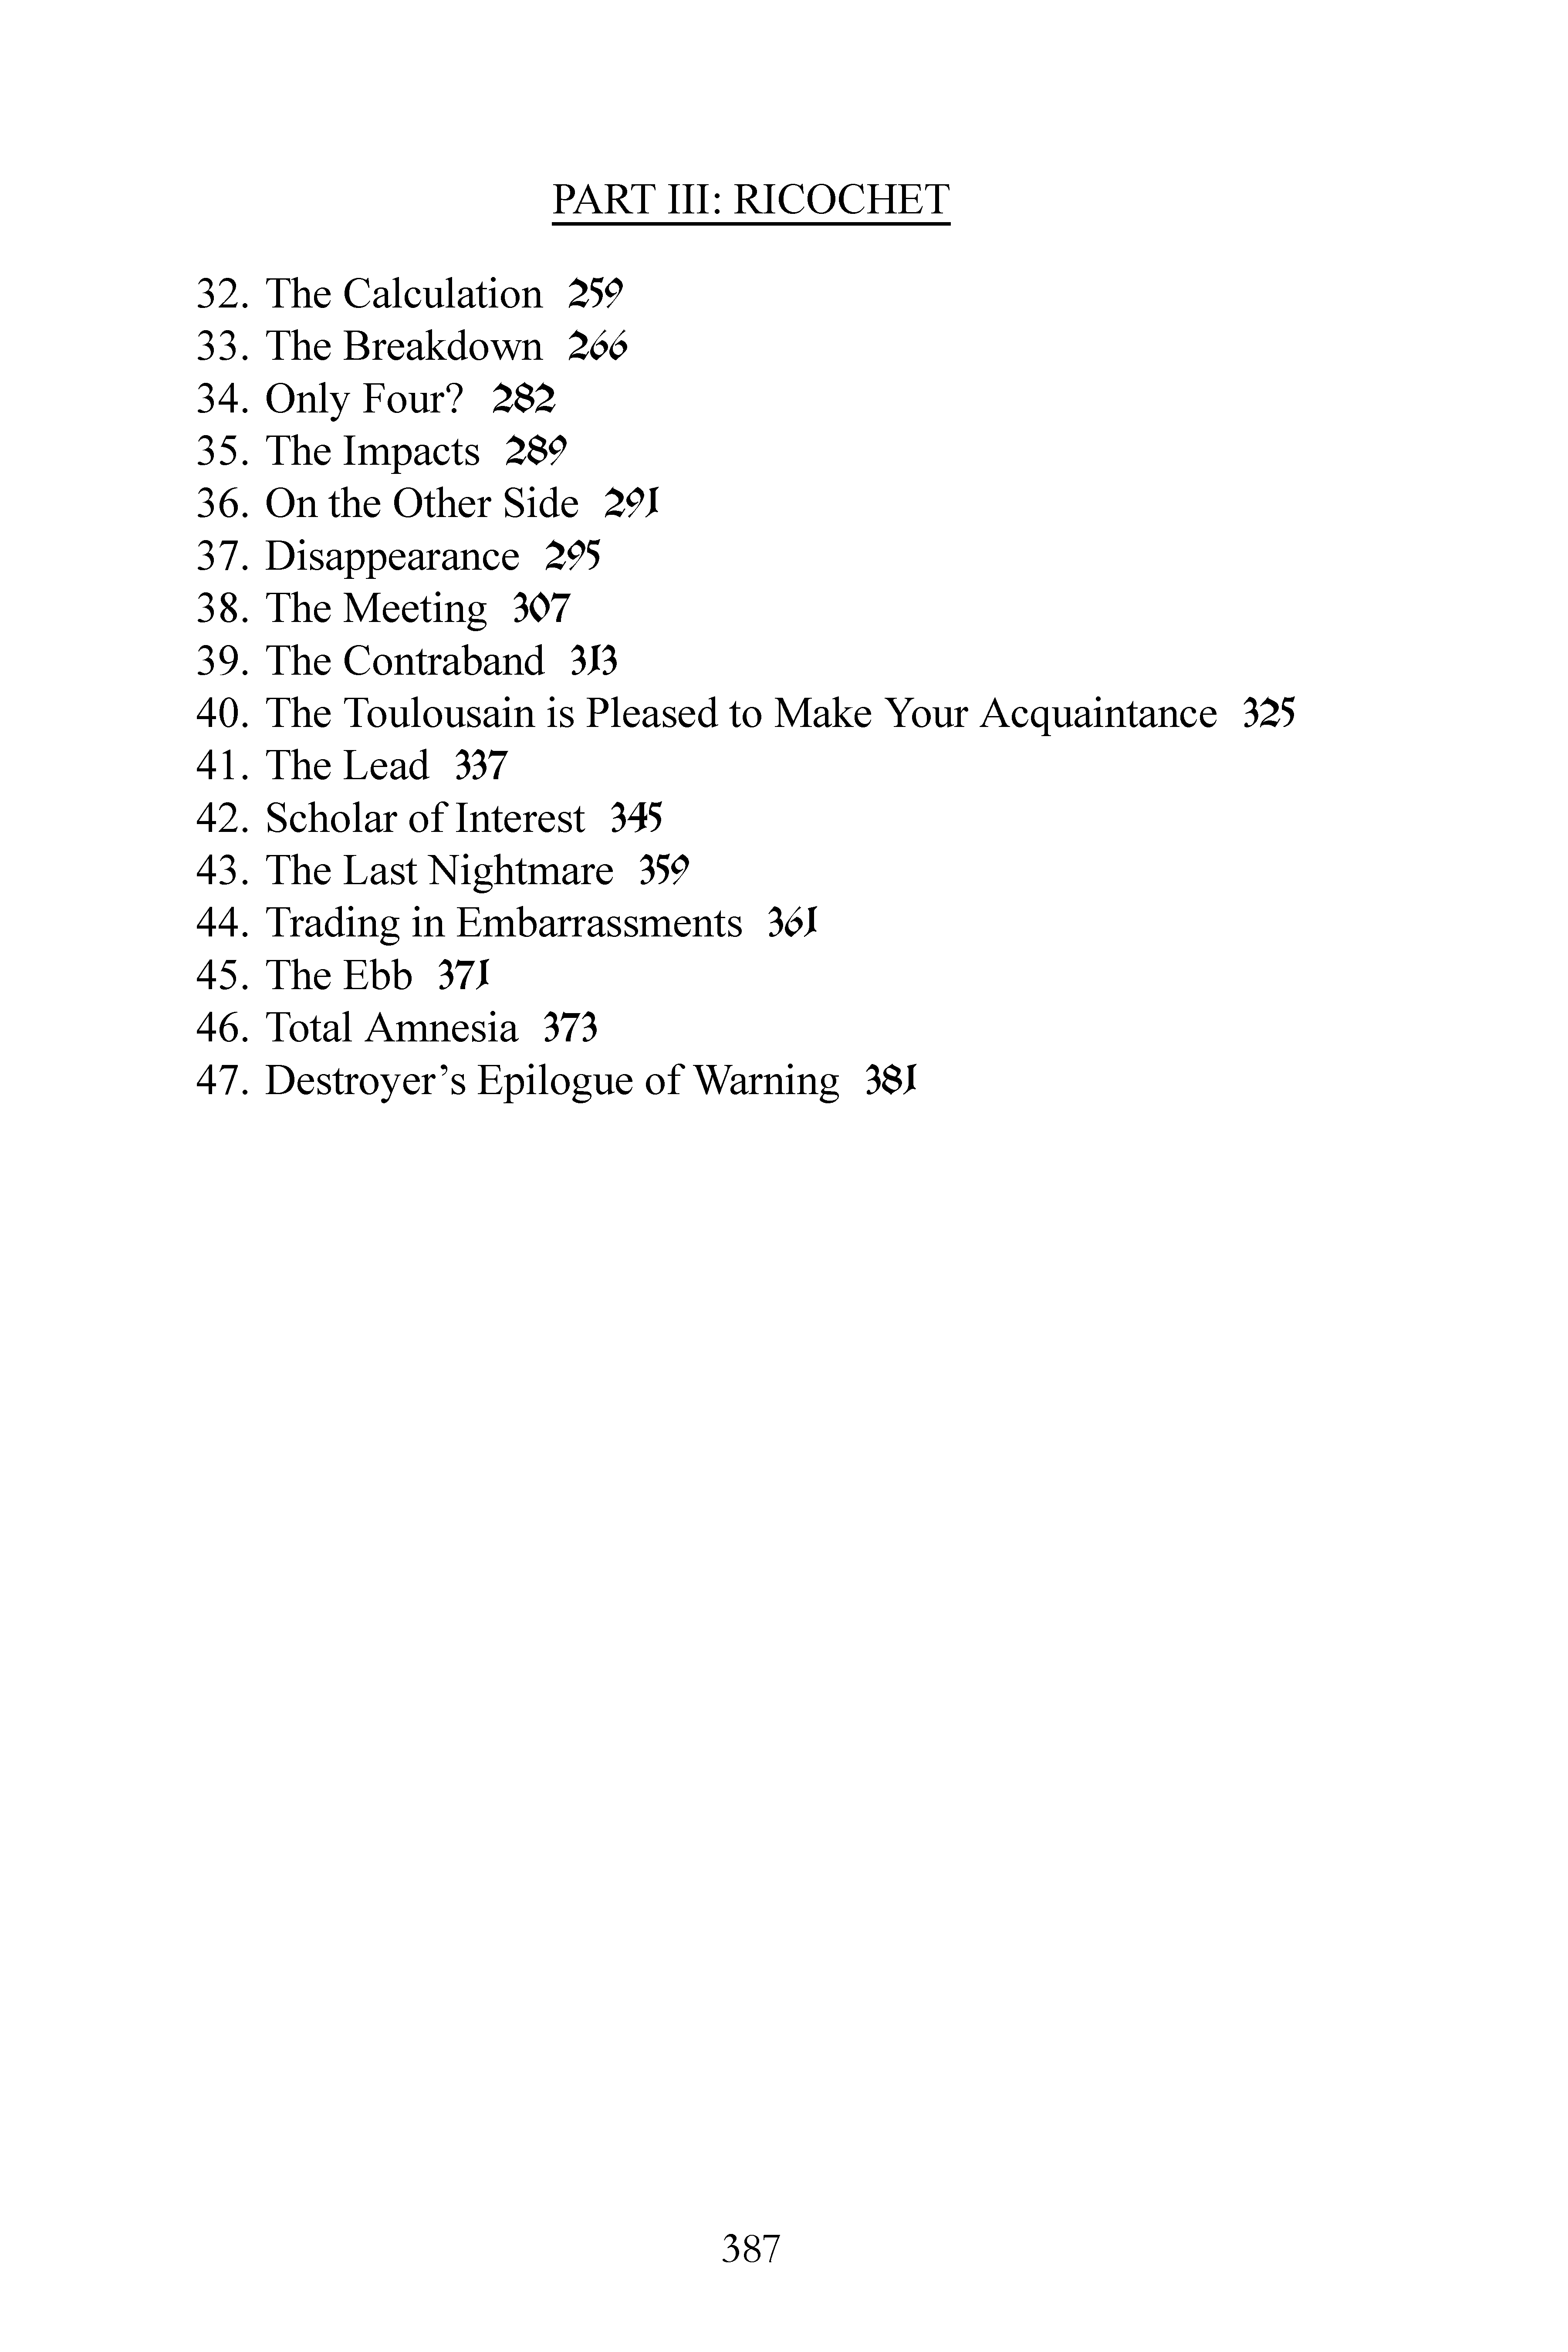 PART III: RICOCHET
32. The Calculation 259
33. The Breakdown 266
34. Only Four? 282
35. The Impacts 289
36. On the Other Side 291
37. Disappearance 295
38. The Meeting 307
39. The Contraband 313
40. The Toulousain is Pleased to Make Your Acquaintance 325
41. The Lead 337
42. Scholar of Interest 345
43. The Last Nightmare 359
44. Trading in Embarrassments 361
45. The Ebb 371
46. Total Amnesia 373
47. Destroyer’s Epilogue of Warning 381
387